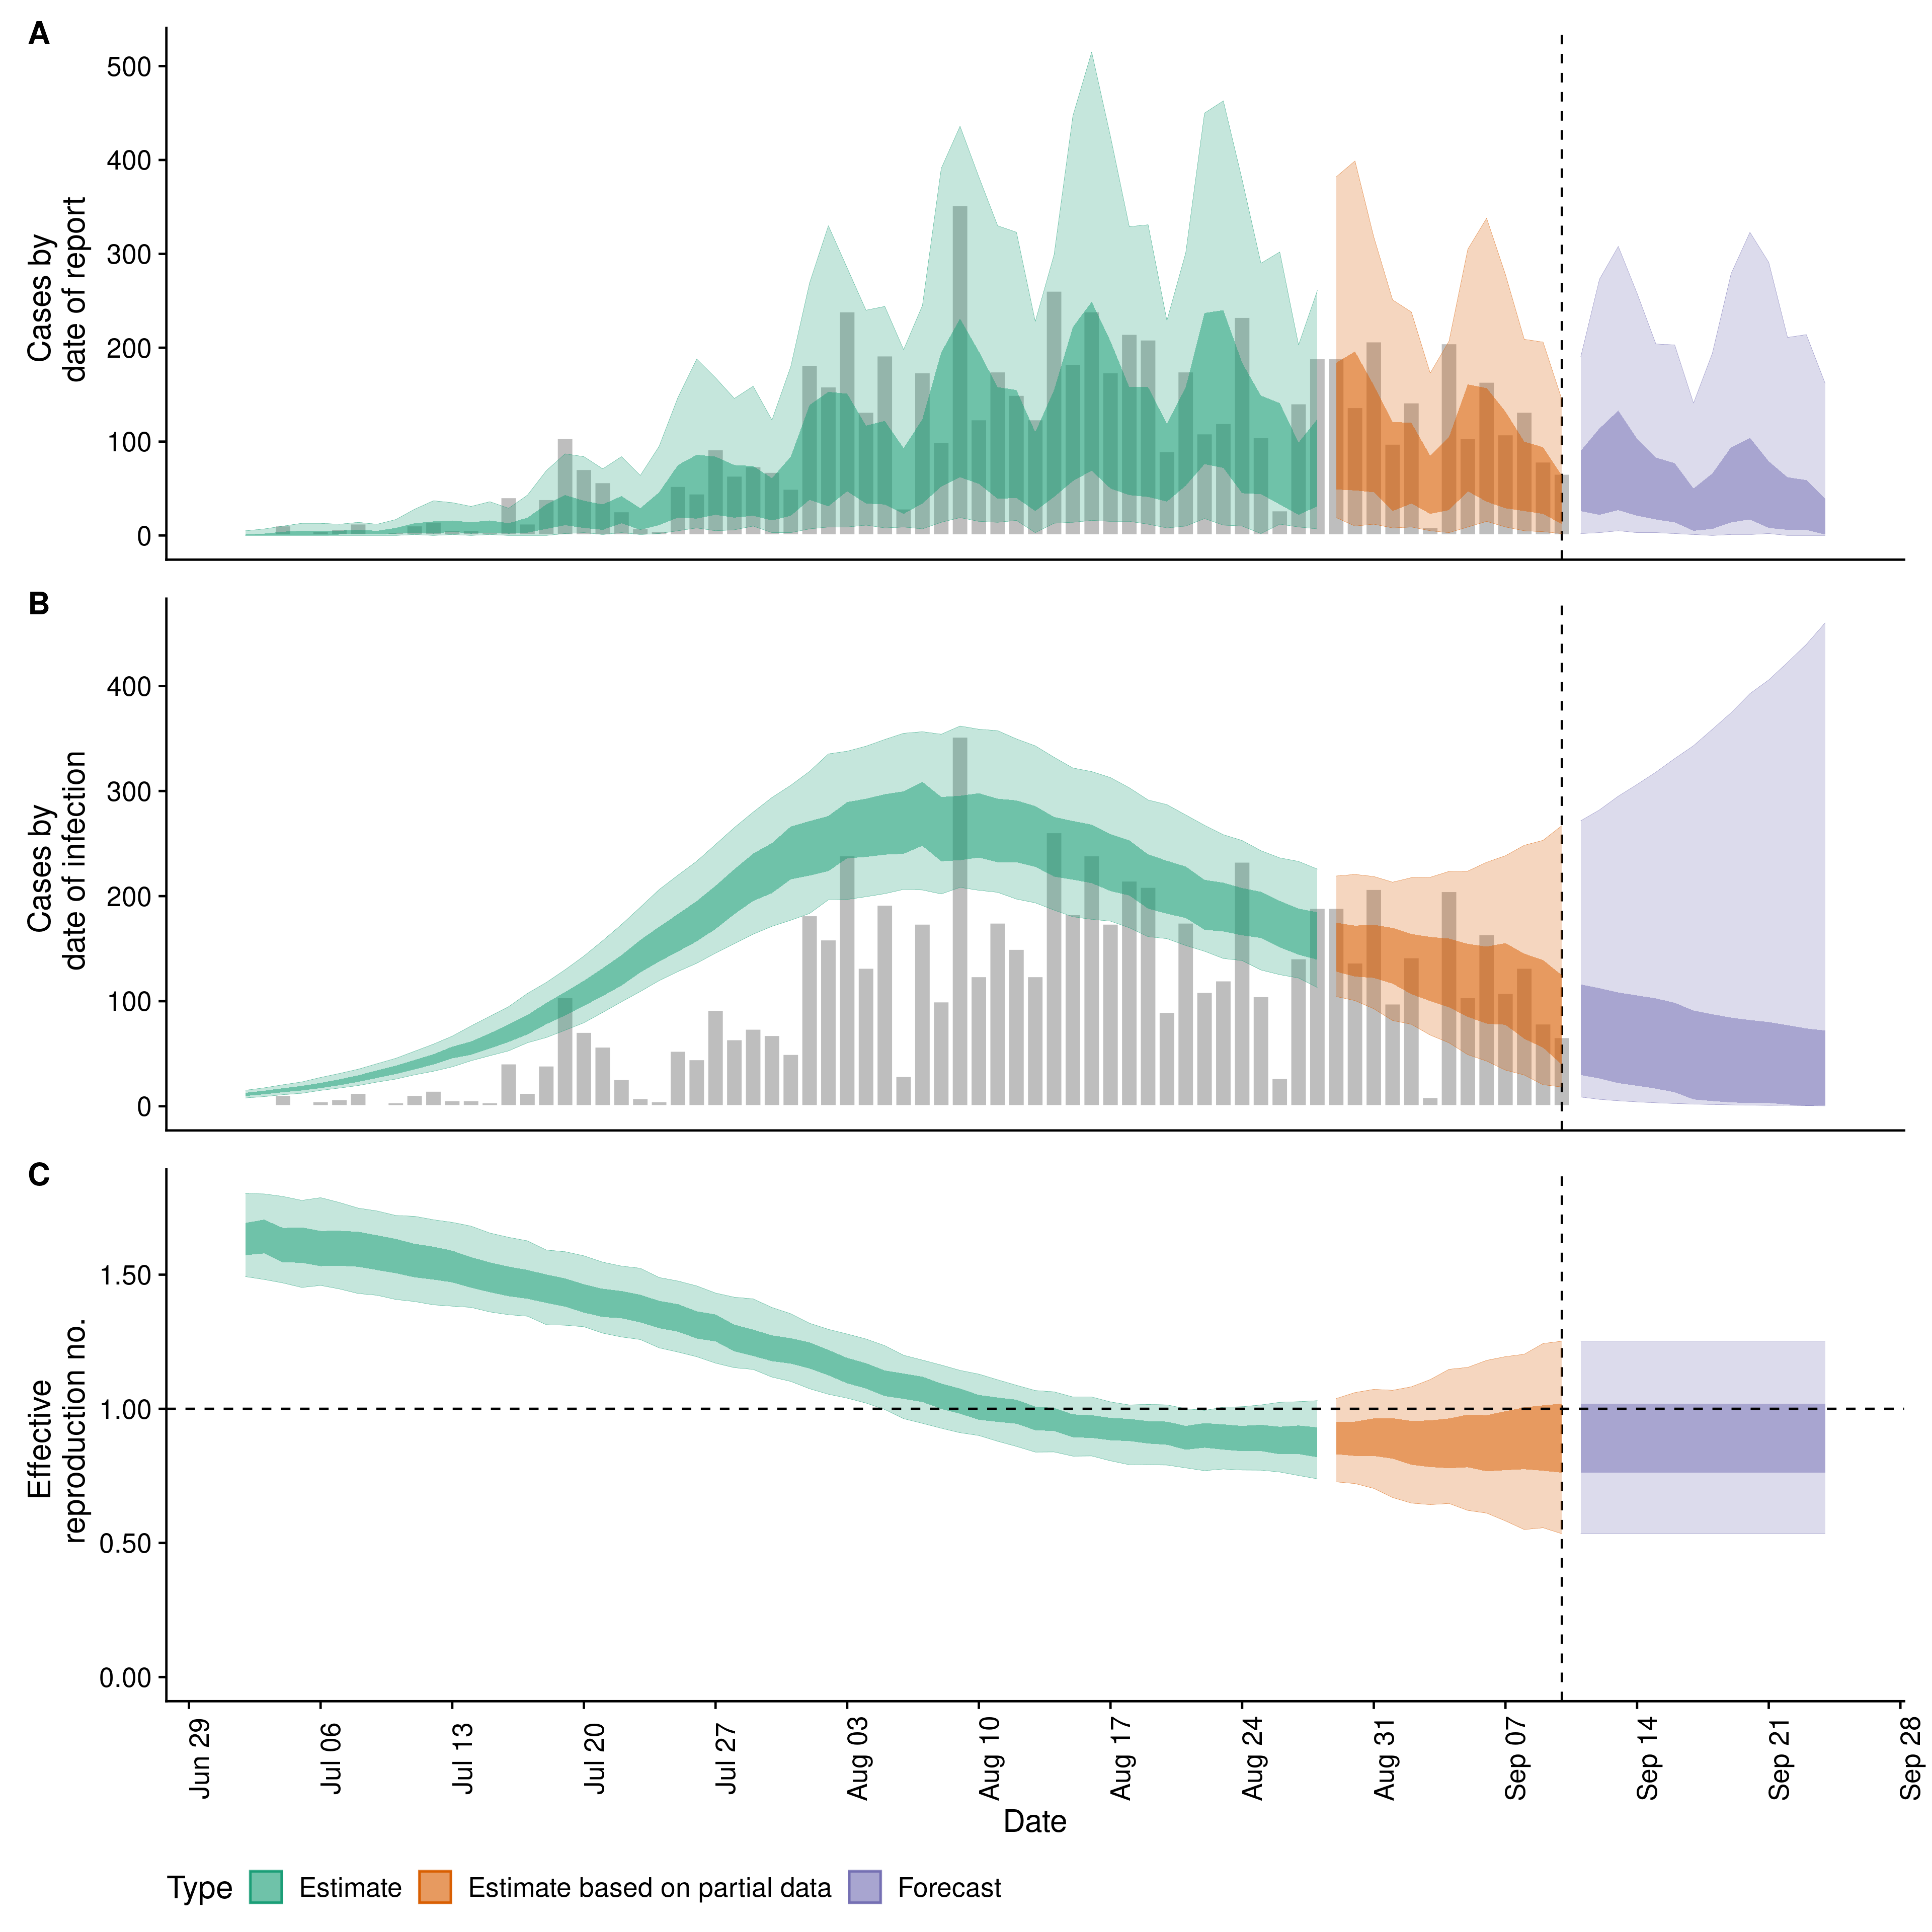 A
500
400
300
200
100
0
Cases by
date of report
B
400
300
200
100
0
Cases by
date of infection
C
1.50
1.00
0.50
0.00
Effective
reproduction no.
Jun 29
Jul 06
Jul 13
Jul 20
Jul 27
Aug 03
Aug 10
Aug 17
Aug 24
Aug 31
Sep 07
Sep 14
Sep 21
Sep 28
Date
Type Estimate Estimate based on partial data Forecast